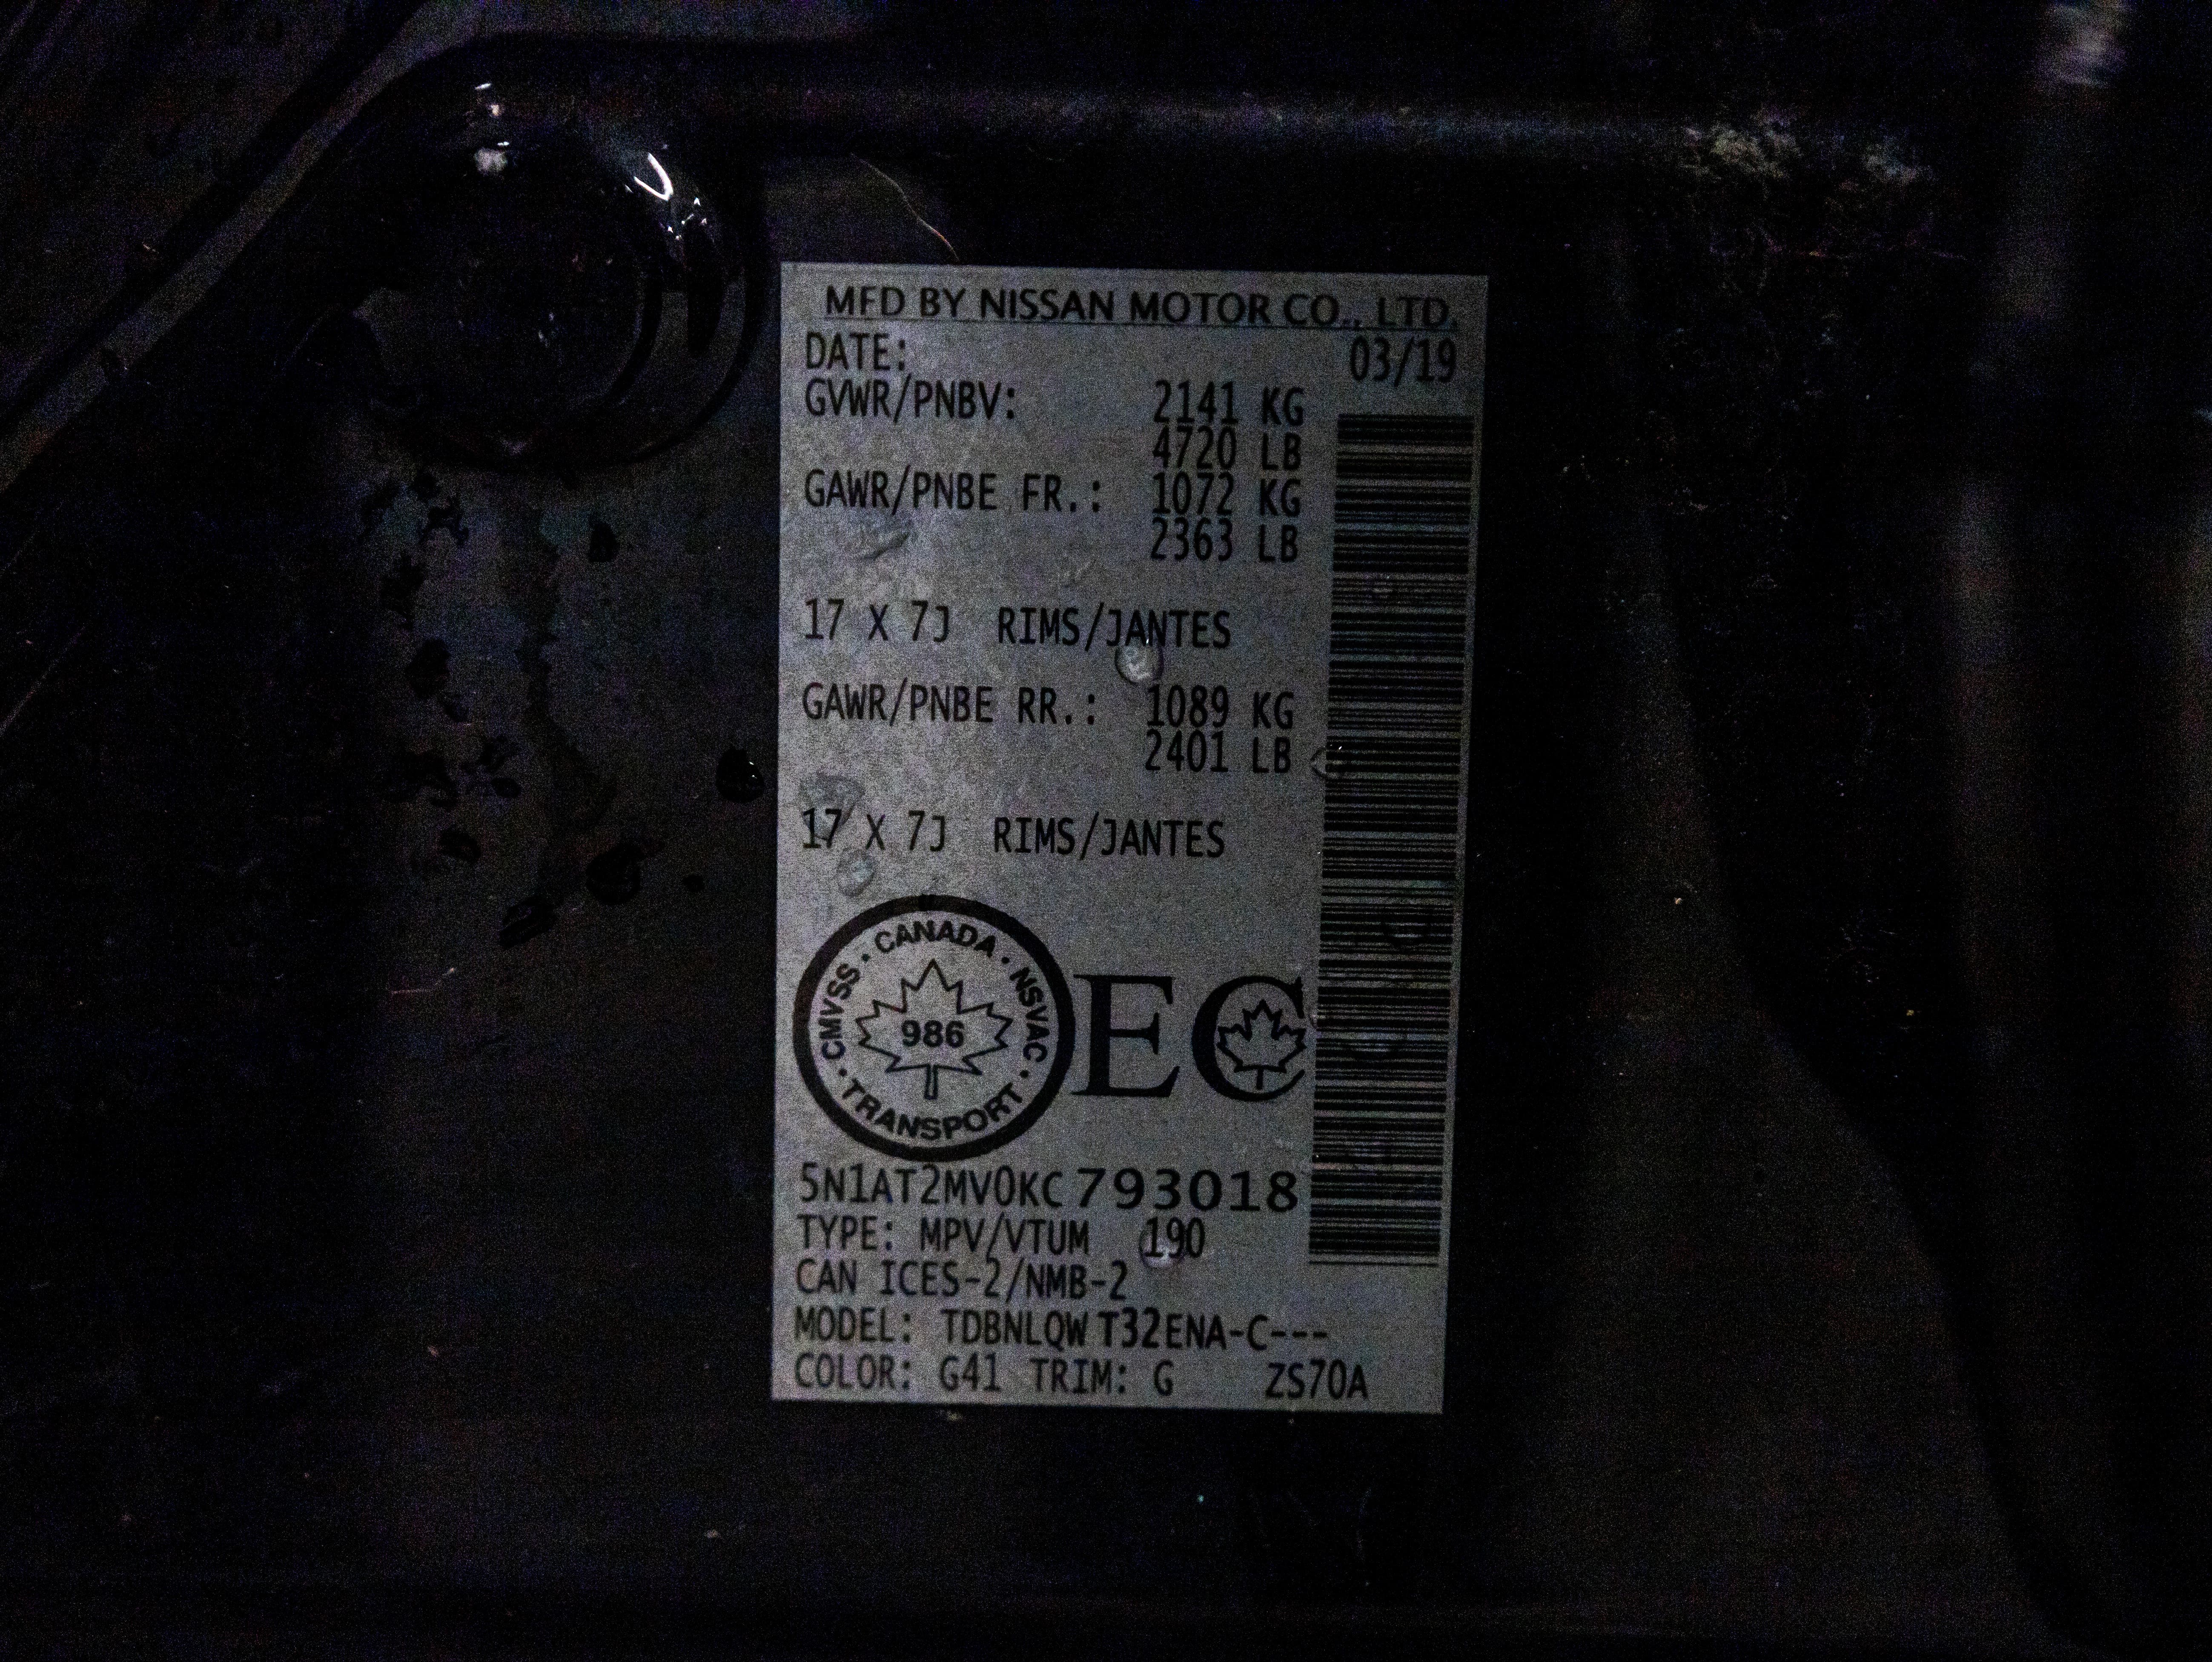 MFD BY NISSAN MOTOR CO., LTD.
DATE: 03/19
GVWR/PNBV: 2141 KG
4720 LB
GAWR/PNBE FR.: 1072 KG
2363 LB
17 X 7J RIMS/JANTES
GAWR/PNBE RR.: 1089 KG
2401 LB
17 X 7J RIMS/JANTES
CMVSS · CANADA · NSVAC · TRANSPORT ·
986
EC
5N1AT2MV0KC793018
TYPE: MPV/VTUM 190
CAN ICES-2/NMB-2
MODEL: TDBNLQW T32ENA-C---
COLOR: G41 TRIM: G ZS70A